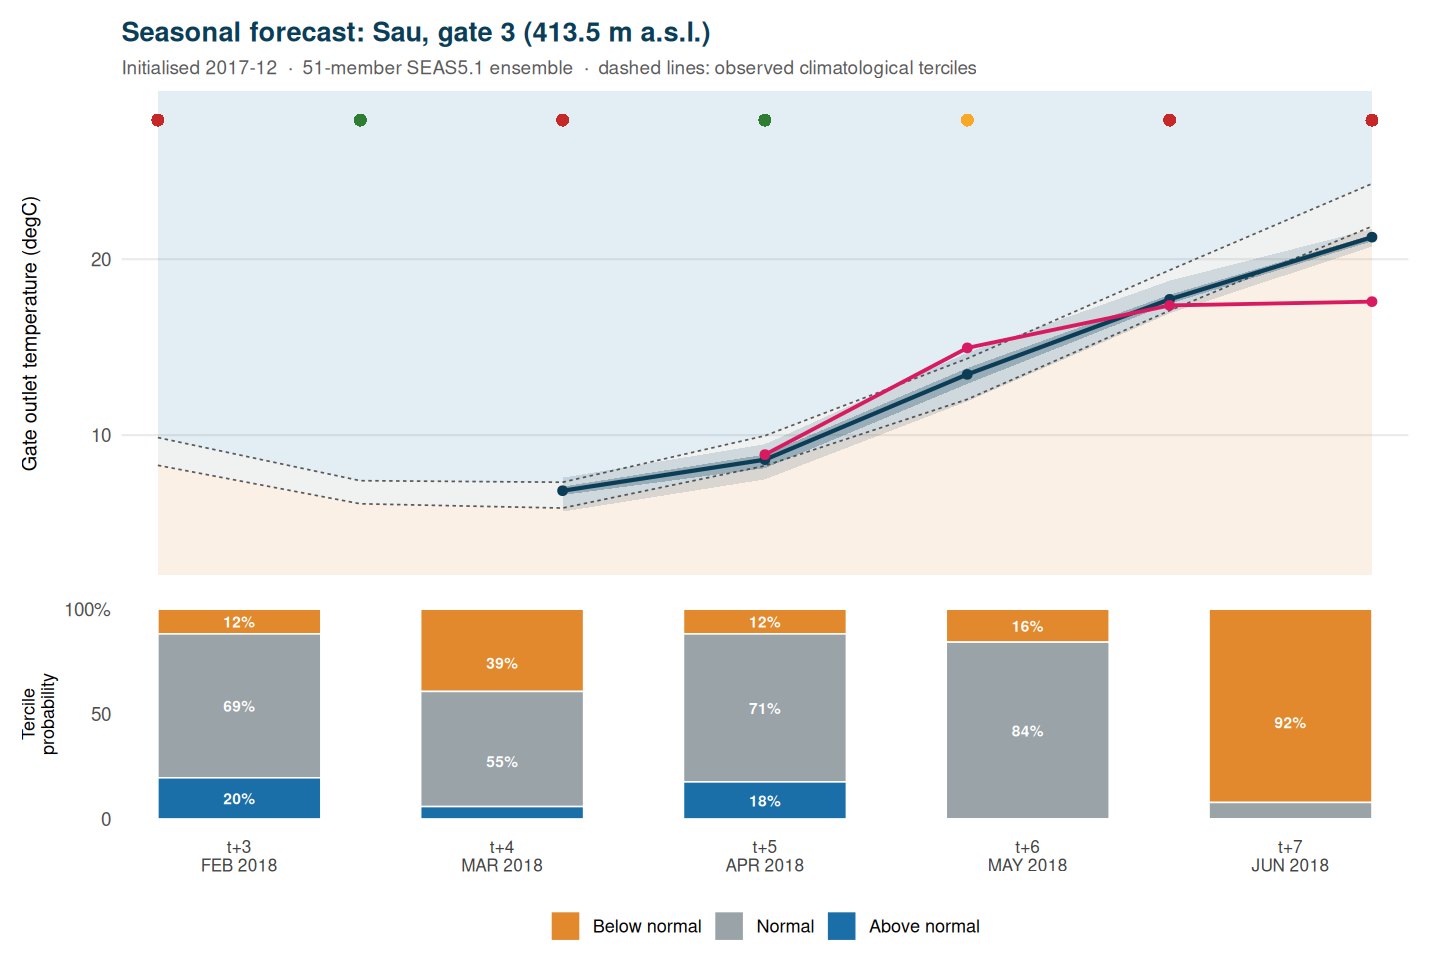 Seasonal forecast: Sau, gate 3 (413.5 m a.s.l.)
Initialised 2017-12 · 51-member SEAS5.1 ensemble · dashed lines: observed climatological terciles
Gate outlet temperature (degC)
20
10
Tercile
probability
100%
50
0
12%
69%
20%
39%
55%
12%
71%
18%
16%
84%
92%
t+3
FEB 2018
t+4
MAR 2018
t+5
APR 2018
t+6
MAY 2018
t+7
JUN 2018
Below normal
Normal
Above normal